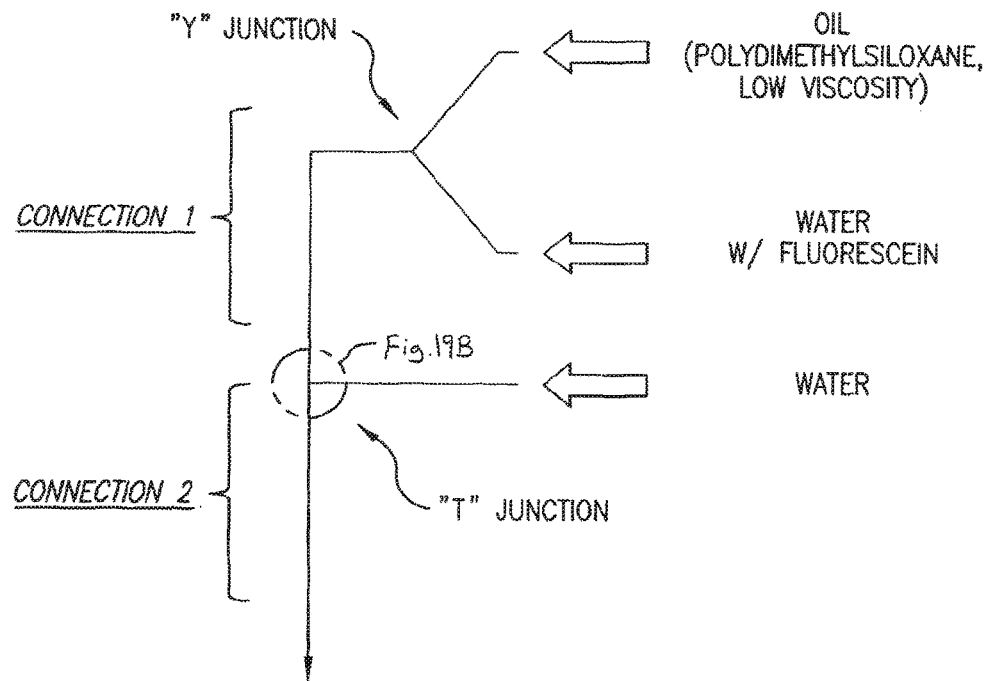 "Y" JUNCTION
OIL
(POLYDIMETHYLSILOXANE,
LOW VISCOSITY)
CONNECTION 1
WATER
W/ FLUORESCEIN
Fig.19B
WATER
CONNECTION 2
"T" JUNCTION